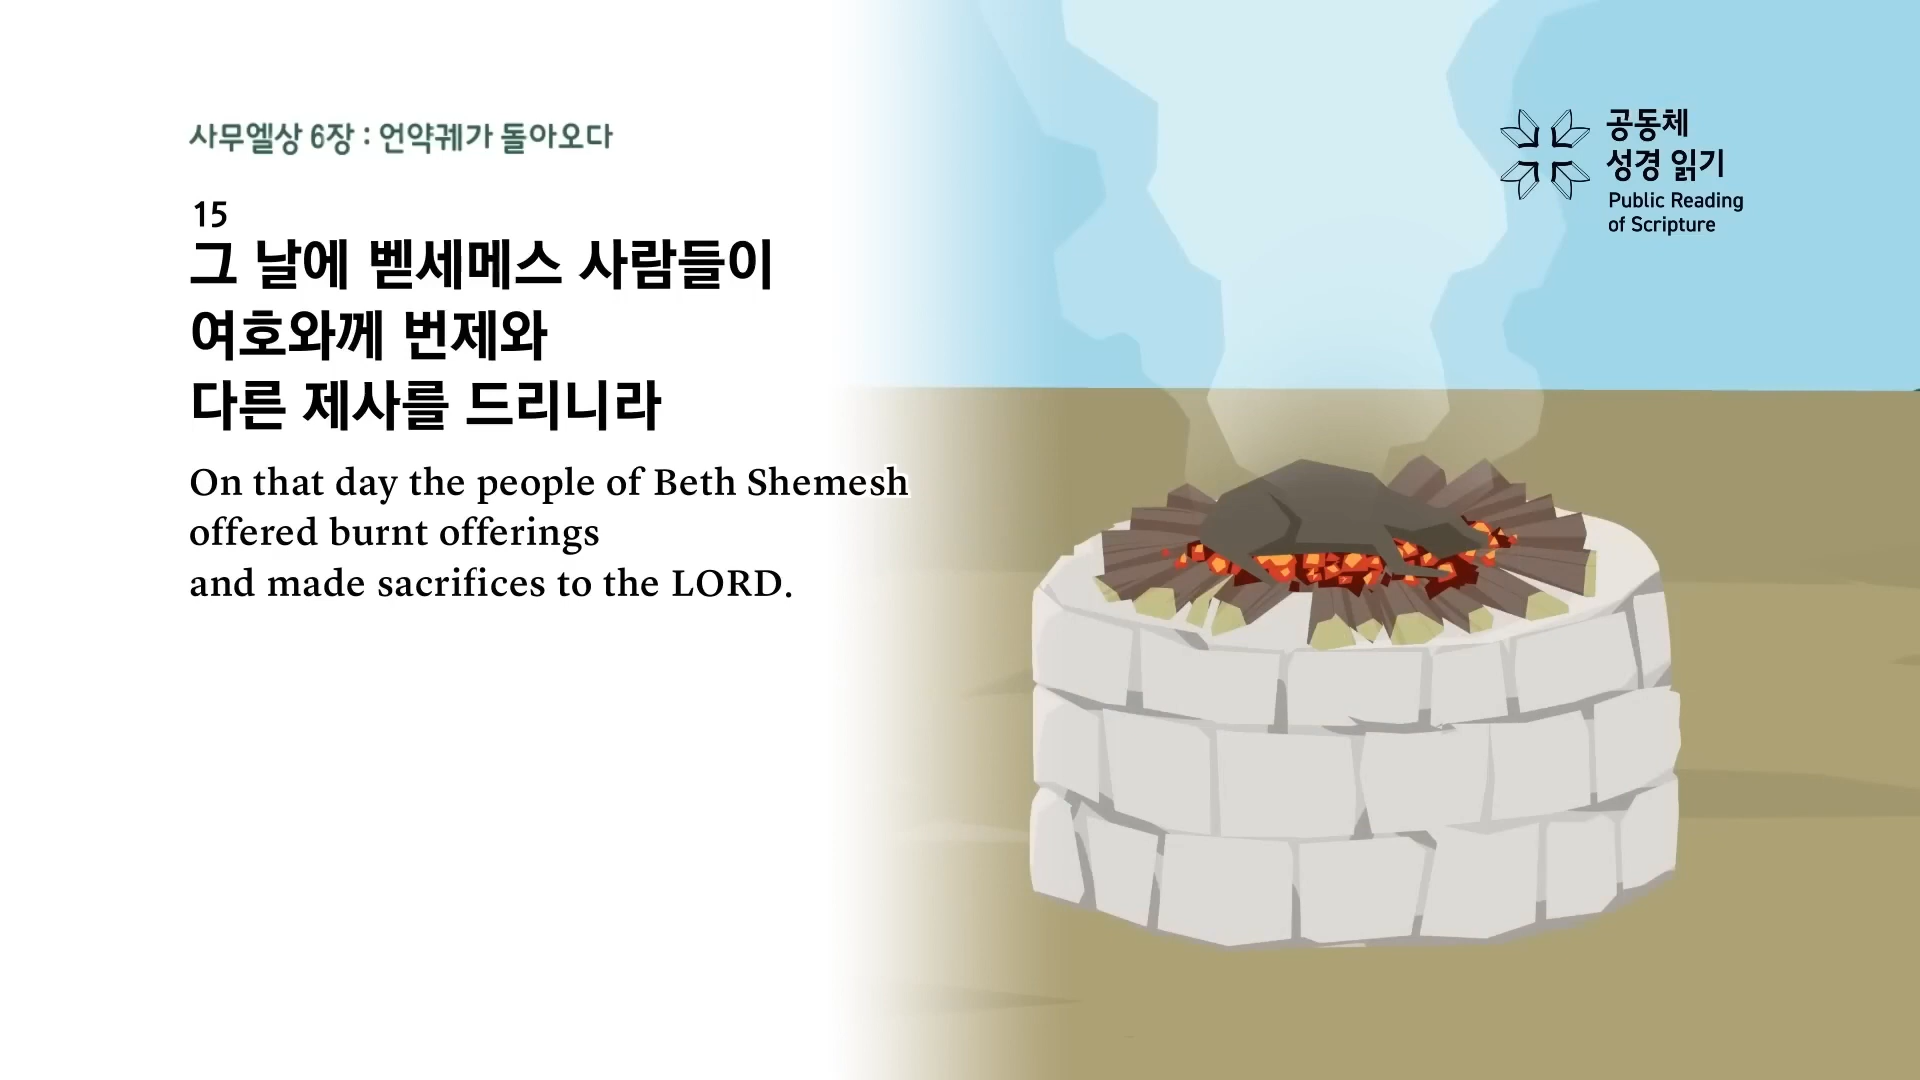 사무엘상 6장 : 언약궤가 돌아오다
15
그 날에 벧세메스 사람들이
여호와께 번제와
다른 제사를 드리니라
On that day the people of Beth Shemesh
offered burnt offerings
and made sacrifices to the LORD.
공동체
성경 읽기
Public Reading
of Scripture